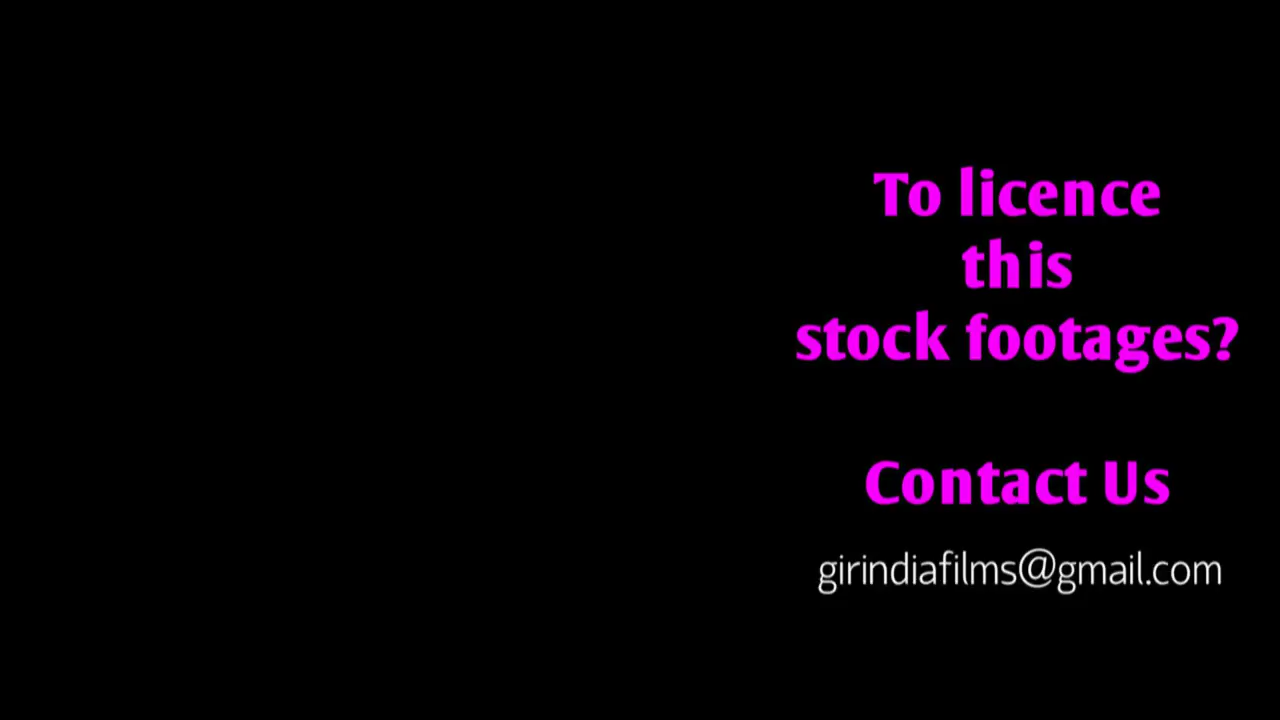 To licence
this
stock footages?
Contact Us
girindiafilms@gmail.com